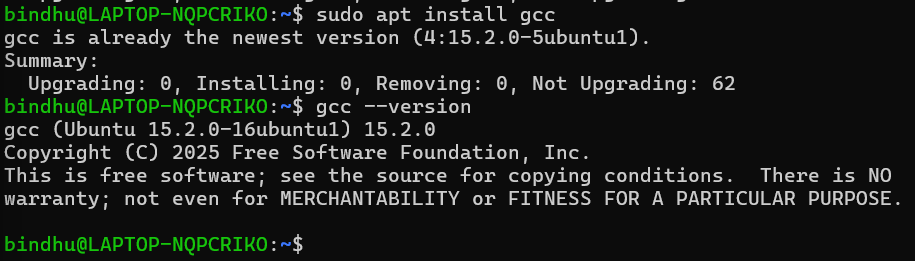 bindhu@LAPTOP-NQPCRIKO:~$ sudo apt install gcc
gcc is already the newest version (4:15.2.0-5ubuntu1).
Summary:
  Upgrading: 0, Installing: 0, Removing: 0, Not Upgrading: 62
bindhu@LAPTOP-NQPCRIKO:~$ gcc --version
gcc (Ubuntu 15.2.0-16ubuntu1) 15.2.0
Copyright (C) 2025 Free Software Foundation, Inc.
This is free software; see the source for copying conditions.  There is NO
warranty; not even for MERCHANTABILITY or FITNESS FOR A PARTICULAR PURPOSE.

bindhu@LAPTOP-NQPCRIKO:~$